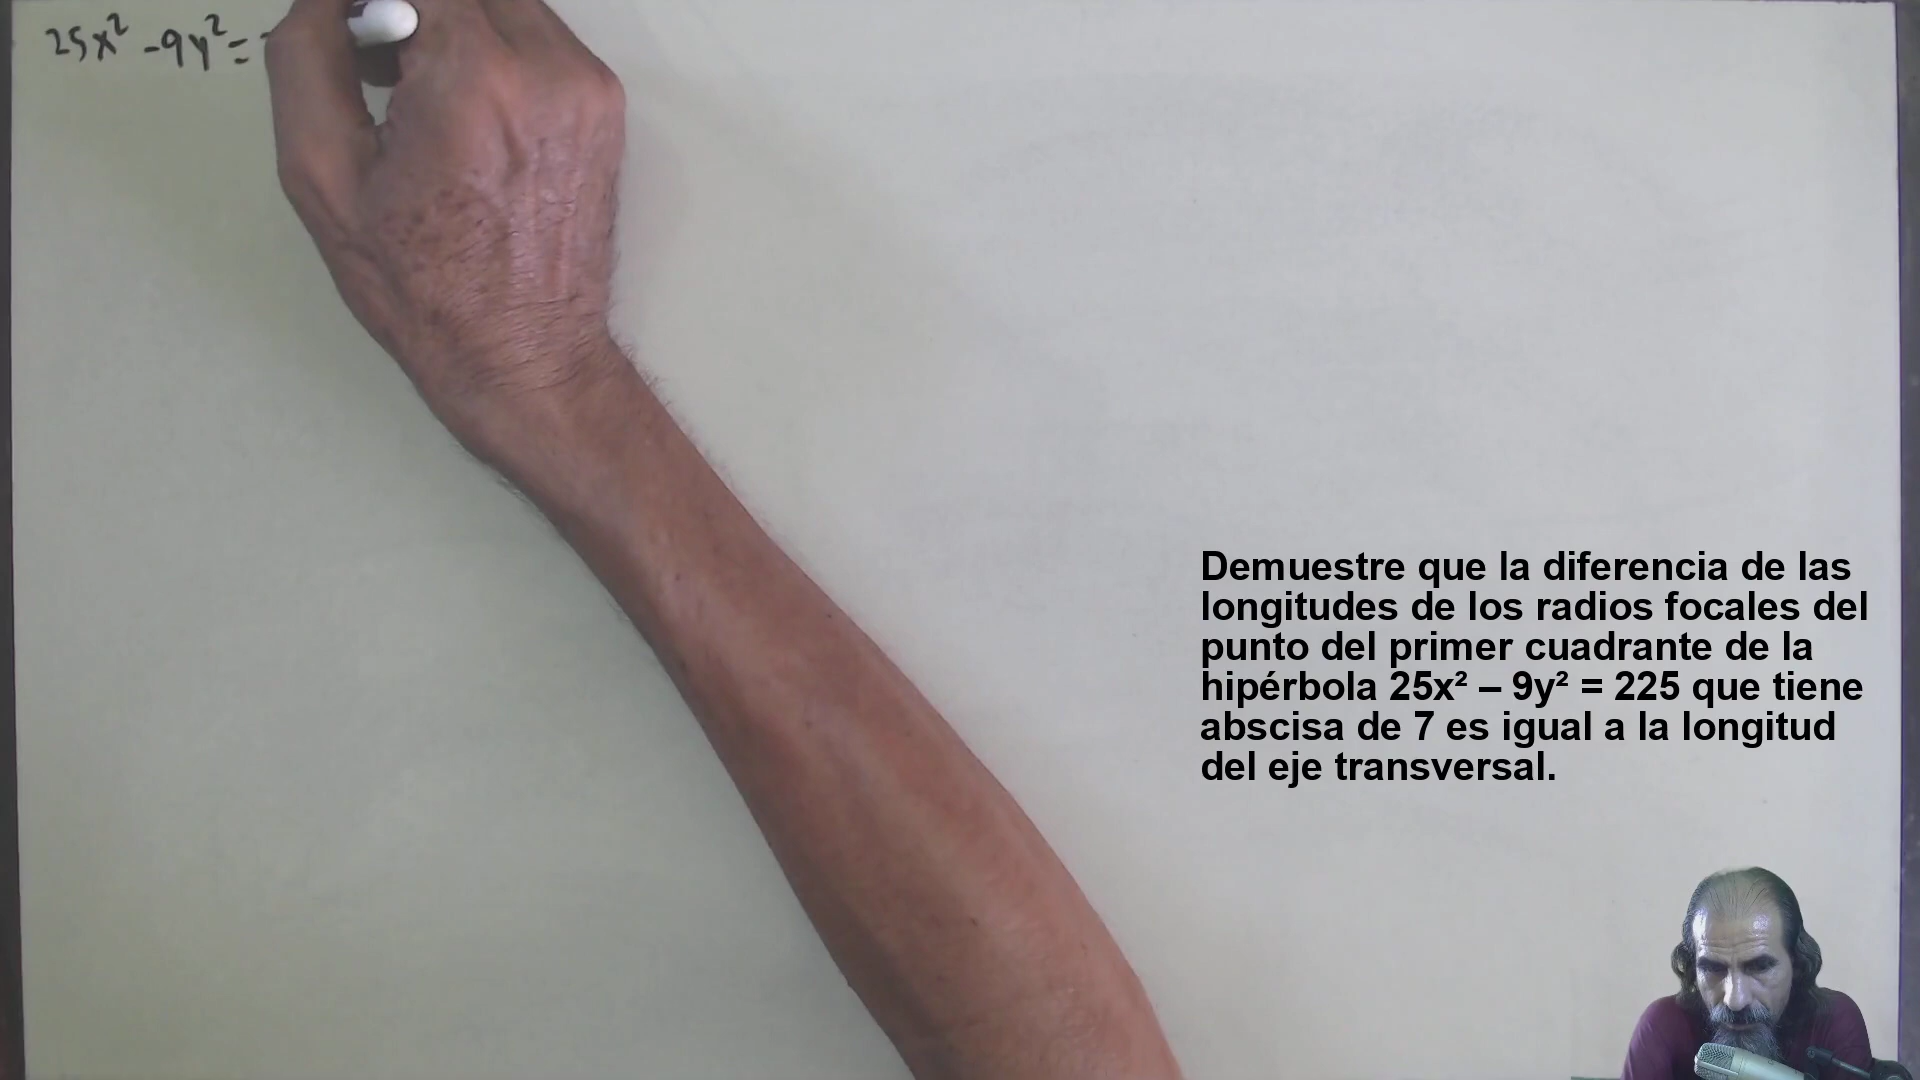 25x² -9y²=
Demuestre que la diferencia de las
longitudes de los radios focales del
punto del primer cuadrante de la
hipérbola 25x² – 9y² = 225 que tiene
abscisa de 7 es igual a la longitud
del eje transversal.